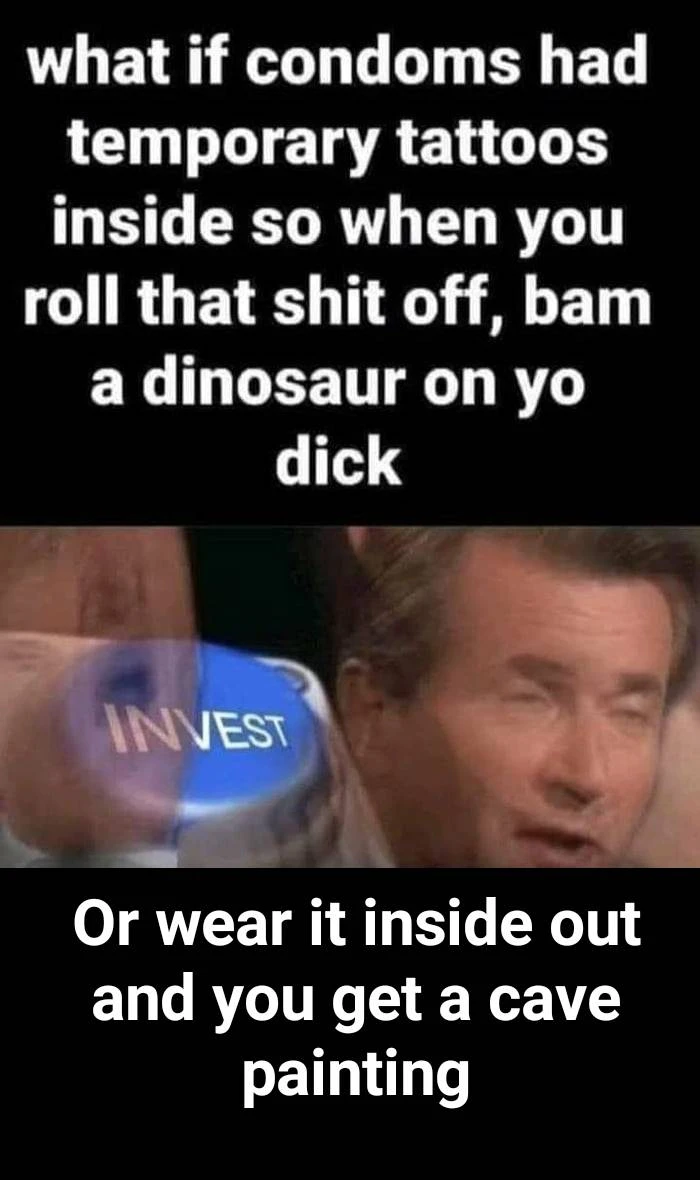 what if condoms had
temporary tattoos
inside so when you
roll that shit off, bam
a dinosaur on yo
dick
INVEST
Or wear it inside out
and you get a cave
painting